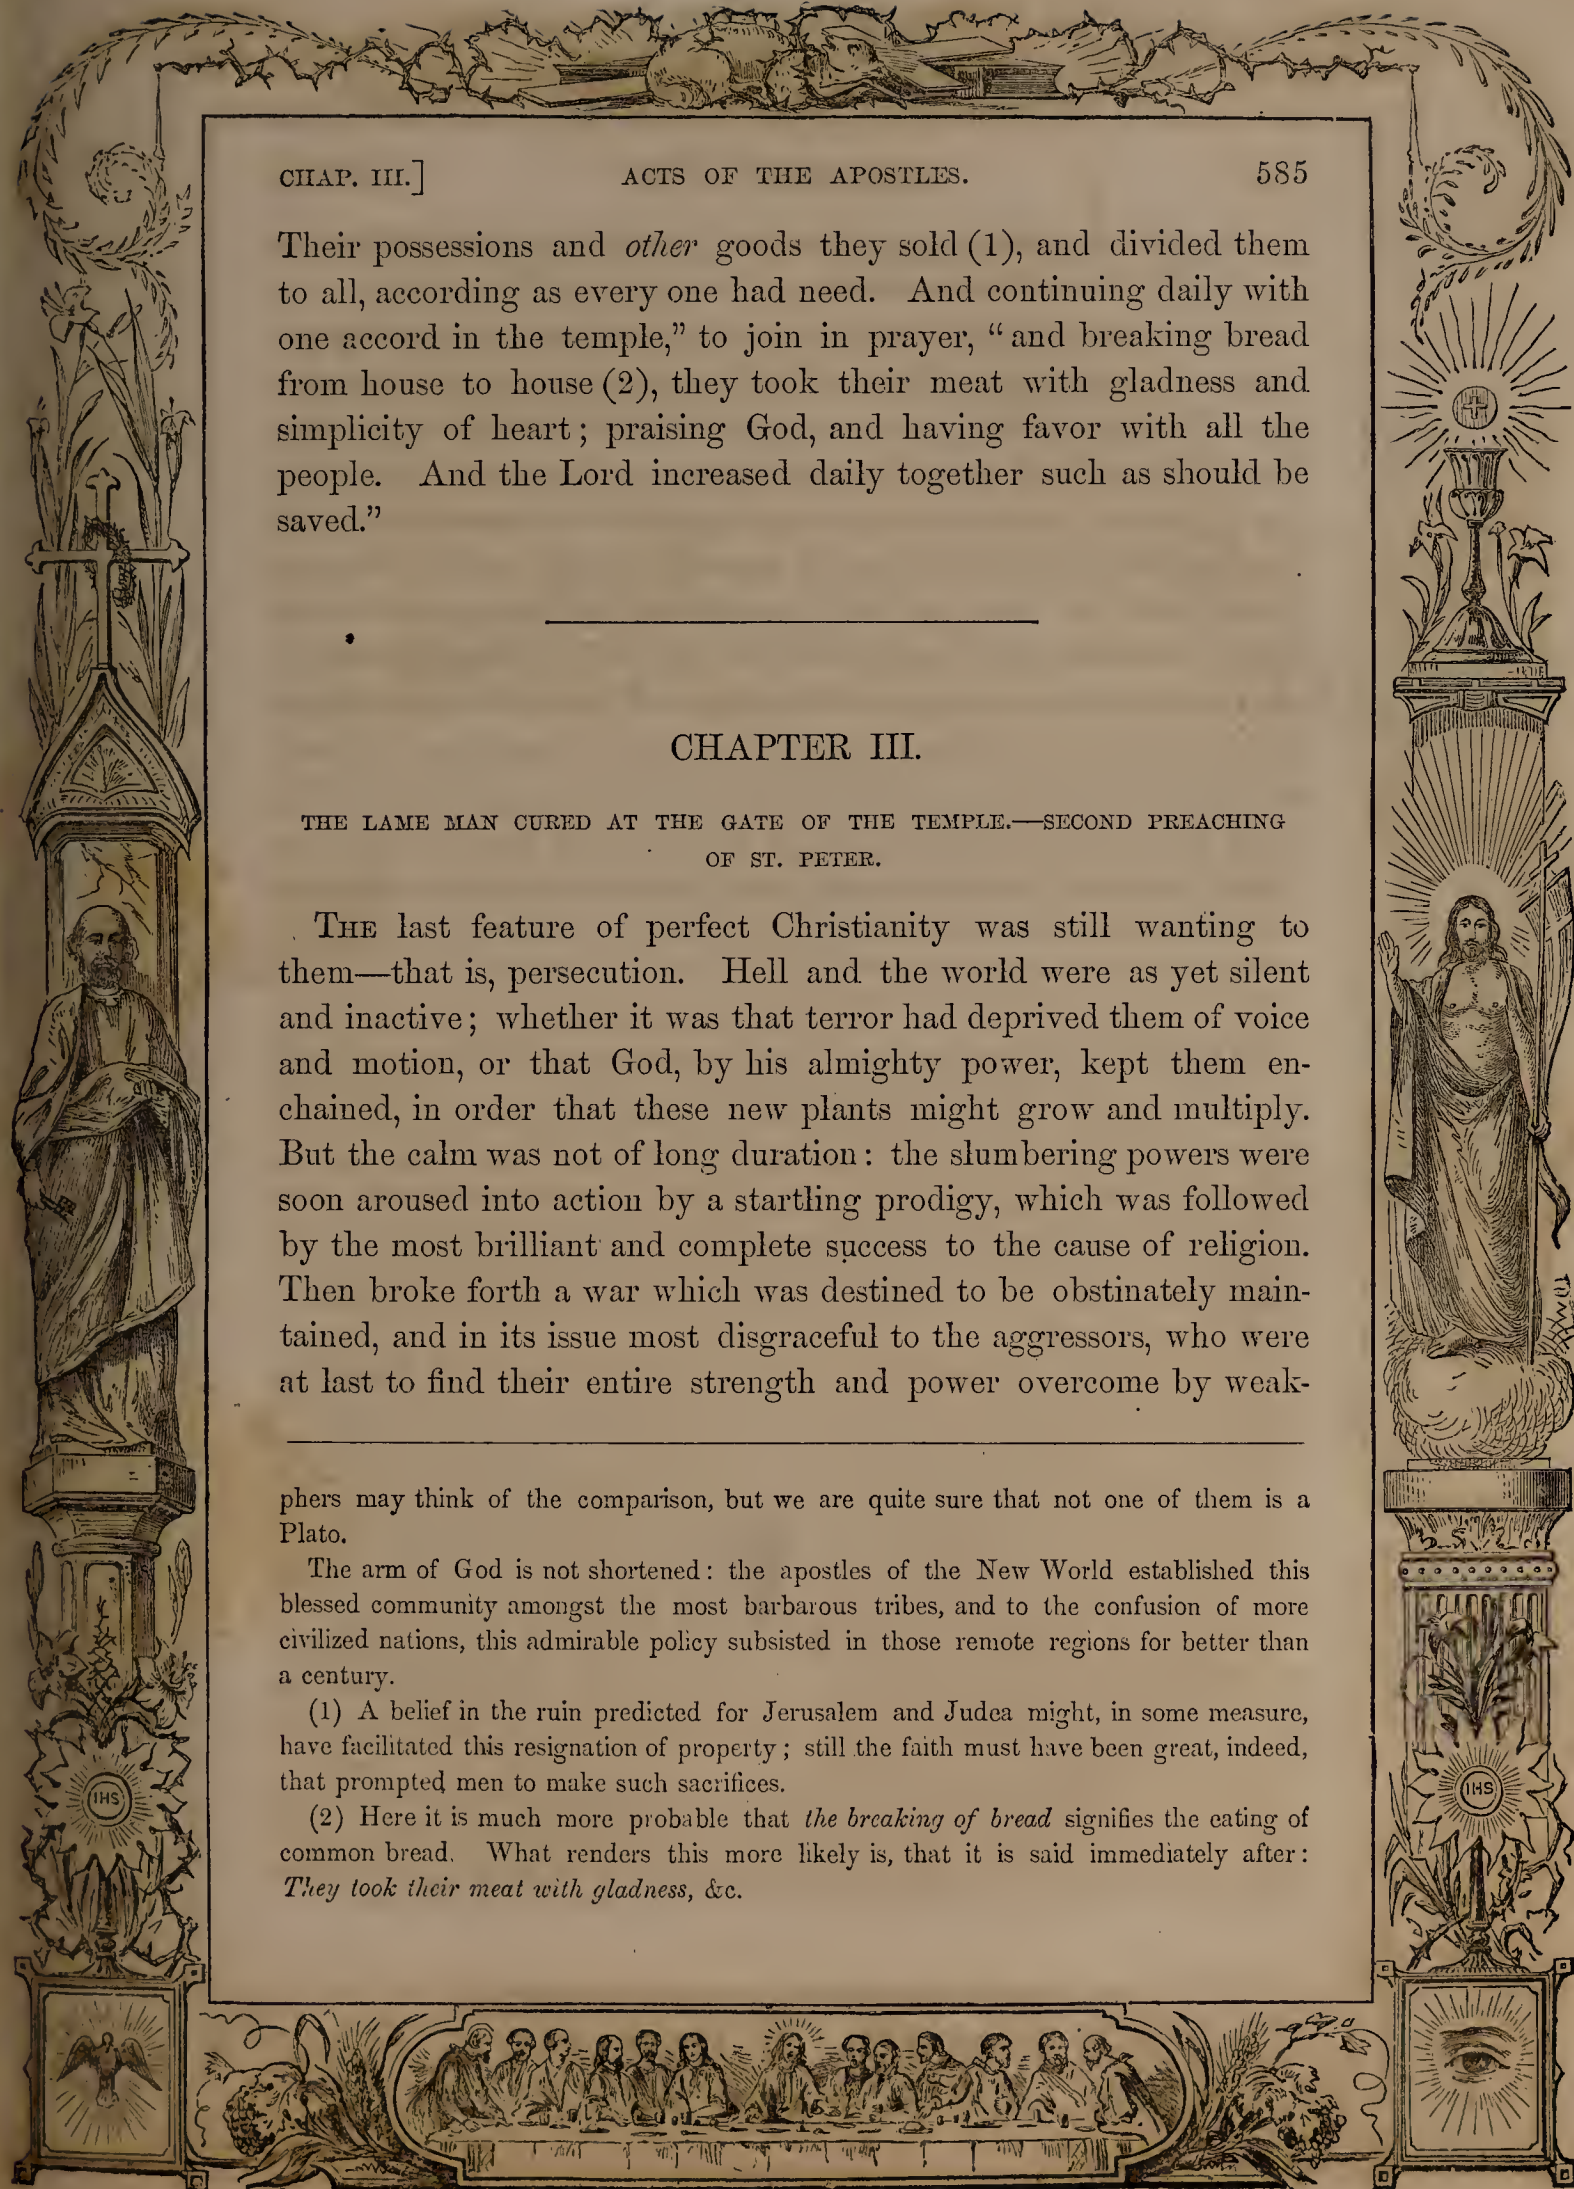 CHAP. III.] ACTS OF THE APOSTLES. 585
Their possessions and other goods they sold (1), and divided them
to all, according as every one had need. And continuing daily with
one accord in the temple,” to join in prayer, “and breaking bread
from house to house (2), they took their meat with gladness and
simplicity of heart; praising God, and having favor with all the
people. And the Lord increased daily together such as should be
saved.”
CHAPTER III.
THE LAME MAN CURED AT THE GATE OF THE TEMPLE.—SECOND PREACHING
OF ST. PETER.
THE last feature of perfect Christianity was still wanting to
them—that is, persecution. Hell and the world were as yet silent
and inactive; whether it was that terror had deprived them of voice
and motion, or that God, by his almighty power, kept them en-
chained, in order that these new plants might grow and multiply.
But the calm was not of long duration: the slumbering powers were
soon aroused into action by a startling prodigy, which was followed
by the most brilliant and complete success to the cause of religion.
Then broke forth a war which was destined to be obstinately main-
tained, and in its issue most disgraceful to the aggressors, who were
at last to find their entire strength and power overcome by weak-
phers may think of the comparison, but we are quite sure that not one of them is a
Plato.
The arm of God is not shortened: the apostles of the New World established this
blessed community amongst the most barbarous tribes, and to the confusion of more
civilized nations, this admirable policy subsisted in those remote regions for better than
a century.
(1) A belief in the ruin predicted for Jerusalem and Judea might, in some measure,
have facilitated this resignation of property; still the faith must have been great, indeed,
that prompted men to make such sacrifices.
(2) Here it is much more probable that the breaking of bread signifies the eating of
common bread. What renders this more likely is, that it is said immediately after:
They took their meat with gladness, &c.
IHS
IHS